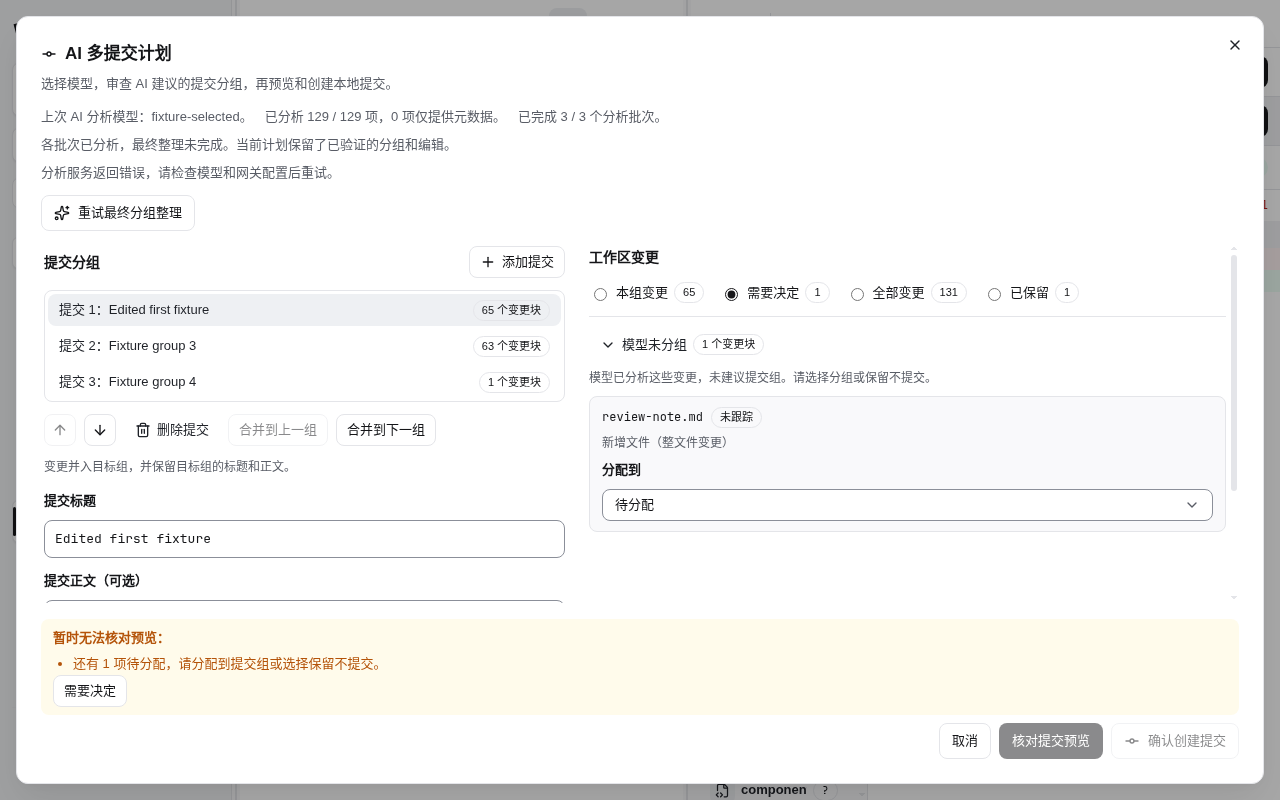 AI 多提交计划
选择模型，审查 AI 建议的提交分组，再预览和创建本地提交。
上次 AI 分析模型：fixture-selected。 已分析 129 / 129 项，0 项仅提供元数据。 已完成 3 / 3 个分析批次。
各批次已分析，最终整理未完成。当前计划保留了已验证的分组和编辑。
分析服务返回错误，请检查模型和网关配置后重试。
重试最终分组整理
提交分组
添加提交
提交 1：Edited first fixture 65 个变更块
提交 2：Fixture group 3 63 个变更块
提交 3：Fixture group 4 1 个变更块
删除提交 合并到上一组 合并到下一组
变更并入目标组，并保留目标组的标题和正文。
提交标题
Edited first fixture
提交正文（可选）
工作区变更
本组变更 65 需要决定 1 全部变更 131 已保留 1
模型未分组 1 个变更块
模型已分析这些变更，未建议提交组。请选择分组或保留不提交。
review-note.md 未跟踪
新增文件（整文件变更）
分配到
待分配
暂时无法核对预览：
还有 1 项待分配，请分配到提交组或选择保留不提交。
需要决定
取消 核对提交预览 确认创建提交
componen ?